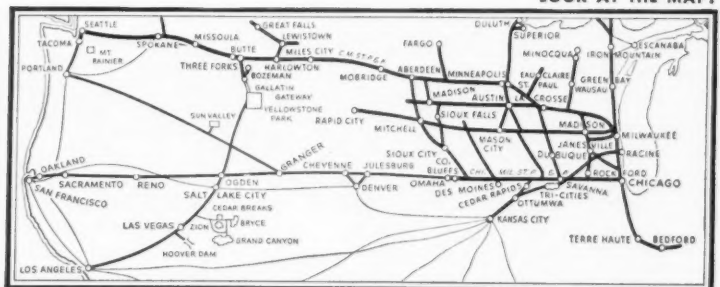 LOOK AT THE MAP!
SEATTLE
TACOMA
MT.
RAINIER
SPOKANE
MISSOULA
GREAT FALLS
LEWISTOWN
BUTTE
MILES CITY
C.M.ST.P.& P.
THREE FORKS
HARLOWTON
BOZEMAN
MOBRIDGE
PORTLAND
GALLATIN
GATEWAY
YELLOWSTONE
PARK
FARGO
DULUTH
SUPERIOR
MINOCQUA
IRON
MOUNTAIN
ESCANABA
ABERDEEN
MINNEAPOLIS
ST.
PAUL
EAU CLAIRE
WAUSAU
GREEN
BAY
MADISON
AUSTIN
LA CROSSE
SUN VALLEY
RAPID CITY
SIOUX FALLS
MITCHELL
MASON
CITY
MADISON
MILWAUKEE
JANESVILLE
RACINE
SIOUX CITY
DUBUQUE
GRANGER
CHEYENNE
JULESBURG
CO.
BLUFFS
CHI. MIL. ST. P. & P.
ROCKFORD
OAKLAND
SAN FRANCISCO
SACRAMENTO
RENO
OGDEN
SALT LAKE CITY
DENVER
OMAHA
DES MOINES
CEDAR RAPIDS
SAVANNA
CHICAGO
TRI-CITIES
OTTUMWA
CEDAR BREAKS
LAS VEGAS
ZION
BRYCE
GRAND CANYON
HOOVER DAM
KANSAS CITY
TERRE HAUTE
BEDFORD
LOS ANGELES